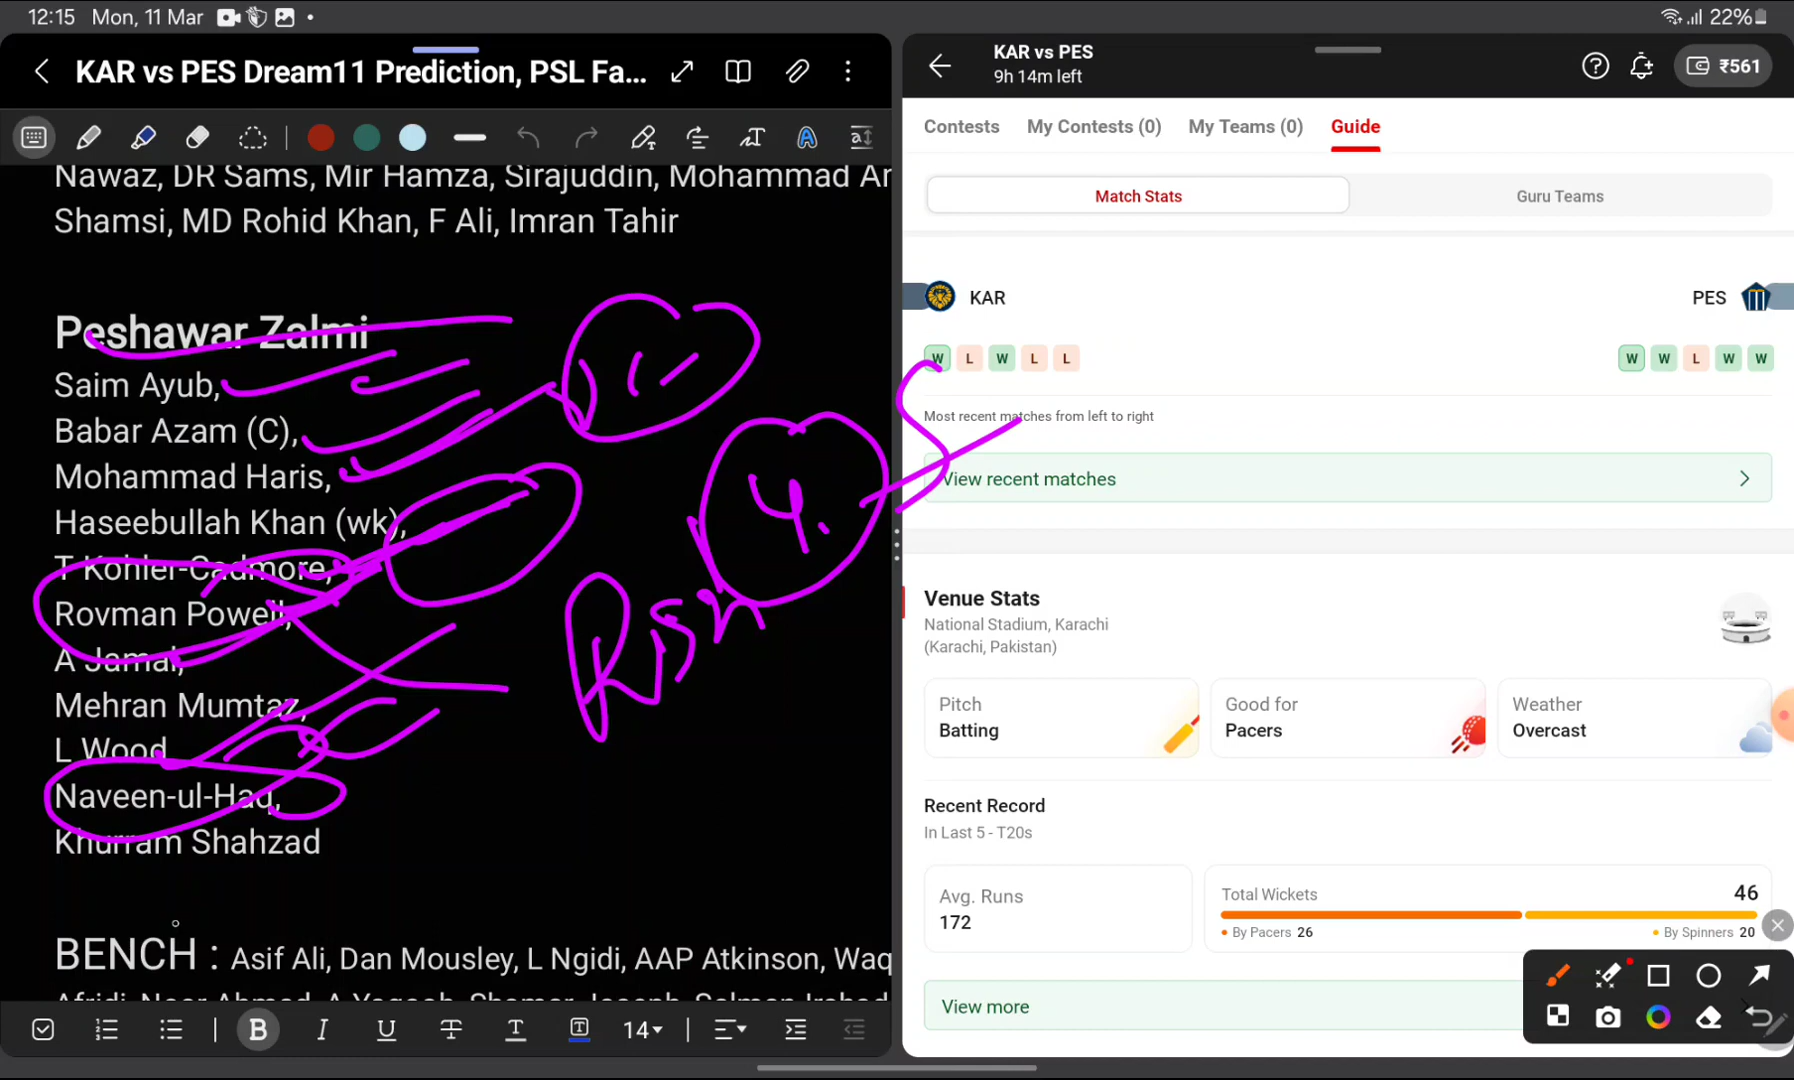 12:15 Mon, 11 Mar
22%
KAR vs PES Dream11 Prediction, PSL Fa...
Nawaz, DR Sams, Mir Hamza, Sirajuddin, Mohammad Ar
Shamsi, MD Rohid Khan, F Ali, Imran Tahir
Peshawar Zalmi
Saim Ayub,
Babar Azam (C),
Mohammad Haris,
Haseebullah Khan (wk),
T Kohler-Cadmore,
Rovman Powell,
A Jamal,
Mehran Mumtaz,
L Wood
Naveen-ul-Haq,
Khurram Shahzad
BENCH : Asif Ali, Dan Mousley, L Ngidi, AAP Atkinson, Waq
B I U T T 14
KAR vs PES
9h 14m left
₹561
Contests My Contests (0) My Teams (0) Guide
Match Stats Guru Teams
KAR PES
W L W L L W W L W W
Most recent matches from left to right
View recent matches
Venue Stats
National Stadium, Karachi
(Karachi, Pakistan)
Pitch Good for Weather
Batting Pacers Overcast
Recent Record
In Last 5 - T20s
Avg. Runs
172
Total Wickets 46
By Pacers 26 By Spinners 20
View more